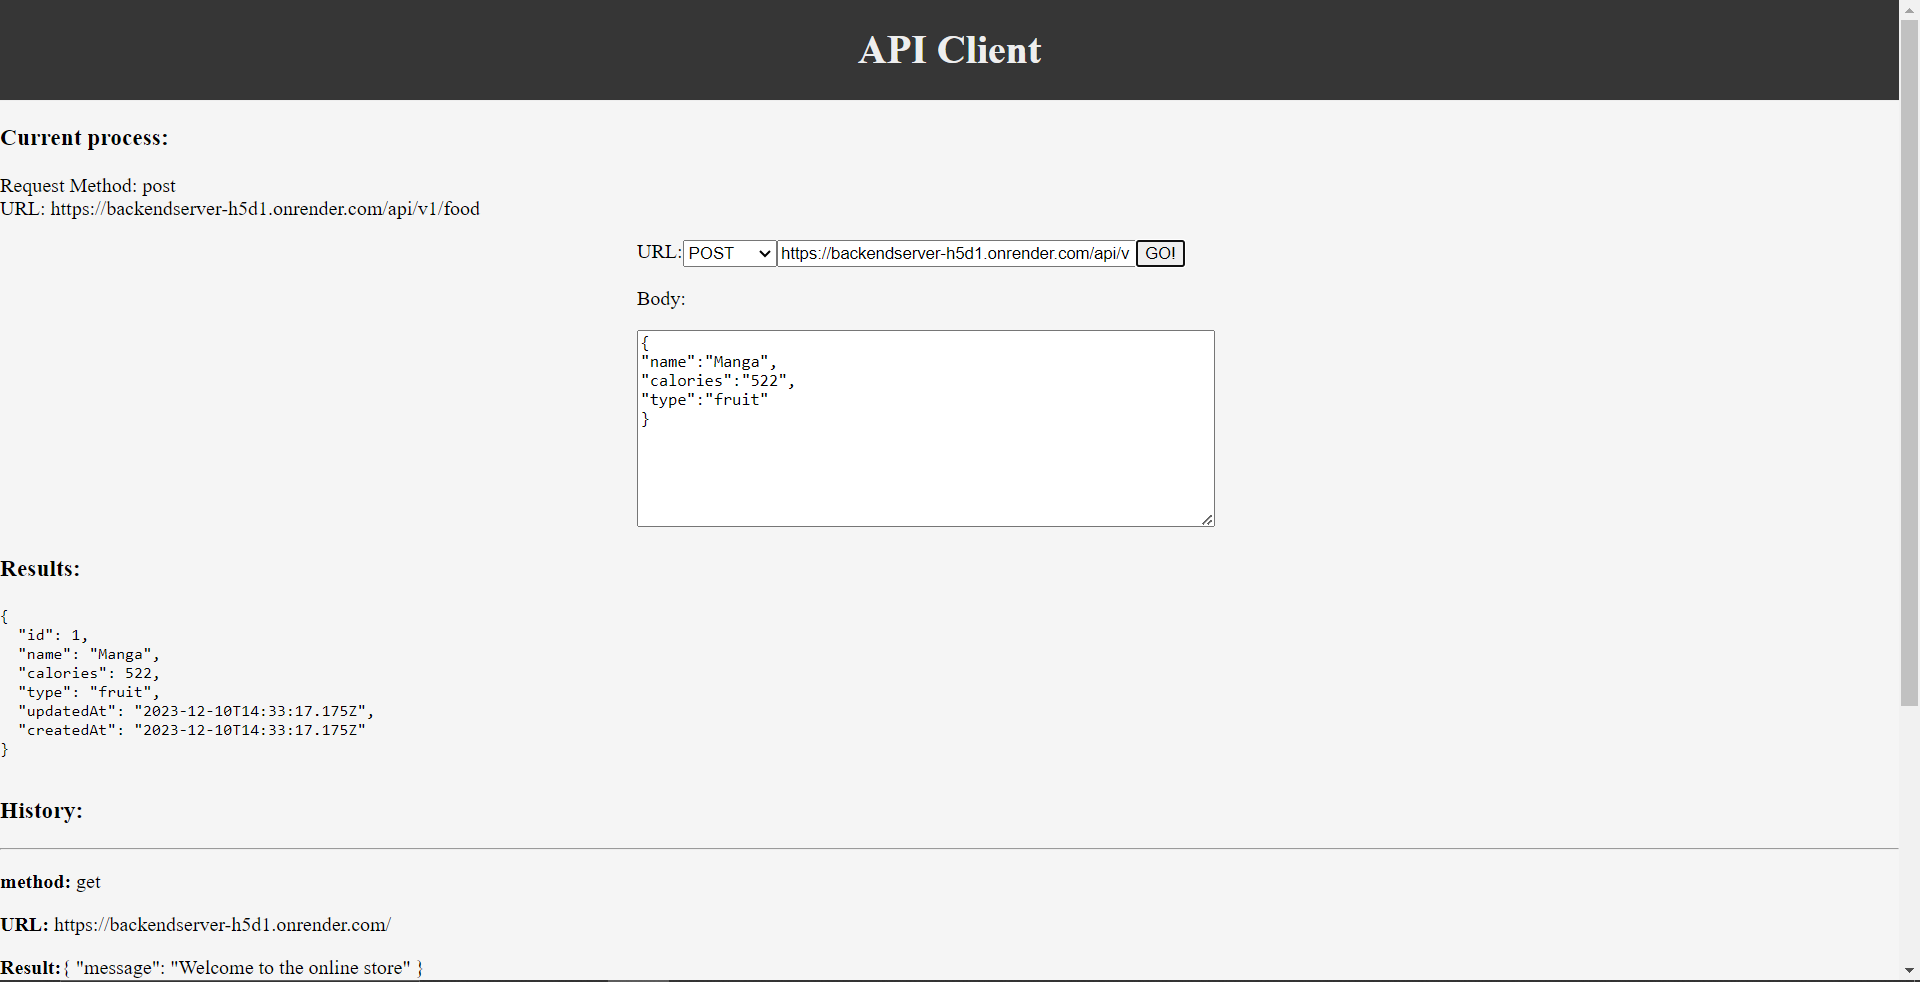 API Client
Current process:
Request Method: post
URL: https://backendserver-h5d1.onrender.com/api/v1/food
URL: POST https://backendserver-h5d1.onrender.com/api/v GO!
Body:
{
"name":"Manga",
"calories":"522",
"type":"fruit"
}
Results:
{
  "id": 1,
  "name": "Manga",
  "calories": 522,
  "type": "fruit",
  "updatedAt": "2023-12-10T14:33:17.175Z",
  "createdAt": "2023-12-10T14:33:17.175Z"
}
History:
method: get
URL: https://backendserver-h5d1.onrender.com/
Result:{ "message": "Welcome to the online store" }